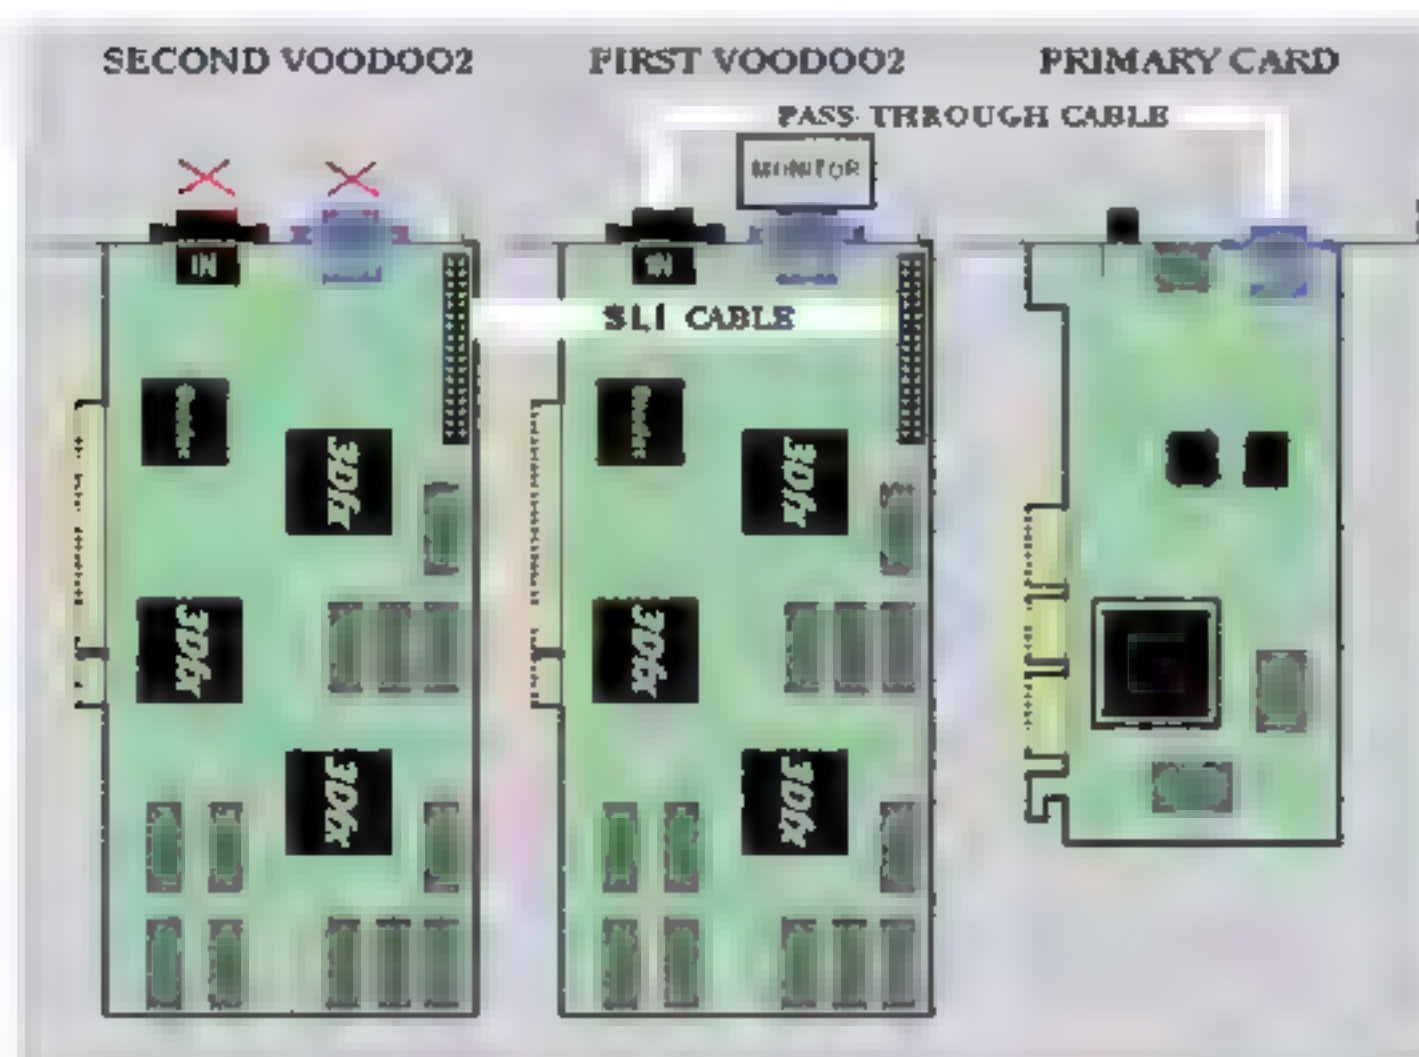 SECOND VOODOO2
FIRST VOODOO2
PRIMARY CARD
PASS-THROUGH CABLE
MONITOR
IN
IN
SLI CABLE
3Dfx
3Dfx
3Dfx
3Dfx
3Dfx
3Dfx